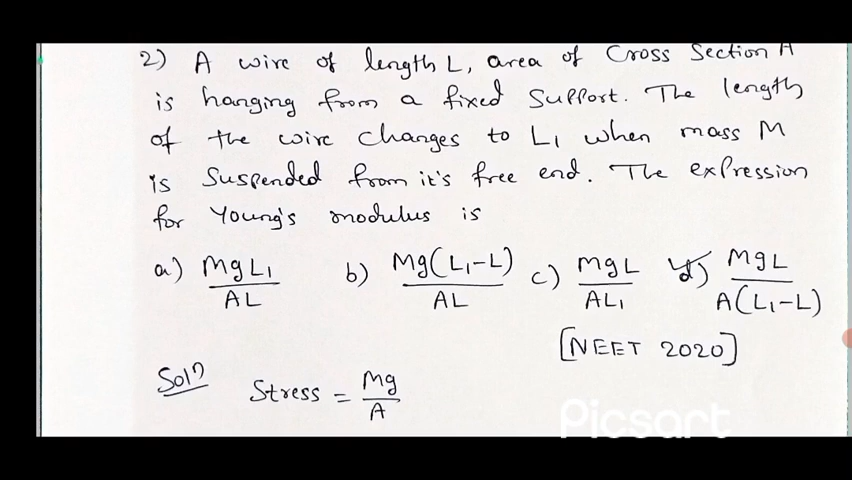 2) A wire of length L, area of Cross Section A
is hanging from a fixed Support. The length
of the wire changes to L₁ when mass M
is Suspended from it's free end. The expression
for Young's modulus is
a) MgL₁/AL b) Mg(L₁-L)/AL c) MgL/AL₁ d) MgL/A(L₁-L)
[NEET 2020]
Solⁿ Stress = Mg/A
Picsart